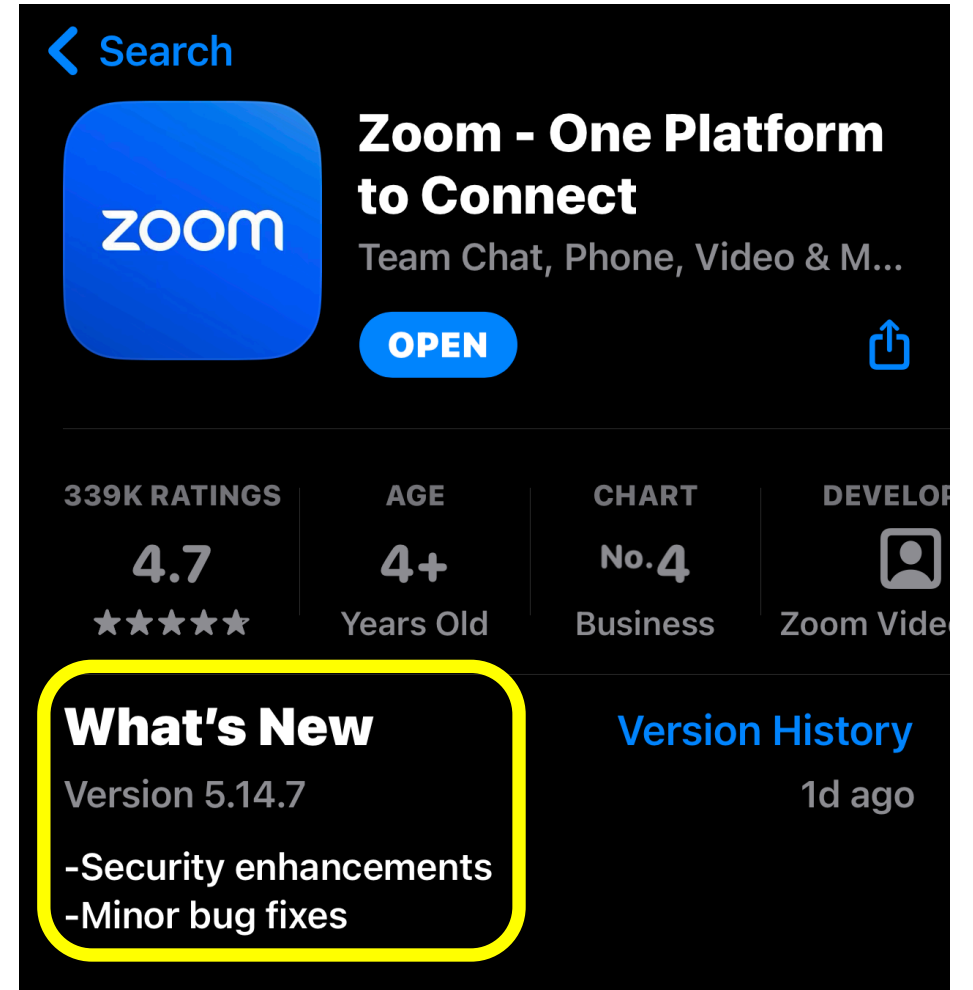 Search
zoom
Zoom - One Platform
to Connect
Team Chat, Phone, Video & M...
OPEN
339K RATINGS
4.7
AGE
4+
Years Old
CHART
No.4
Business
DEVELOP
Zoom Vide
What's New
Version History
Version 5.14.7
1d ago
-Security enhancements
-Minor bug fixes